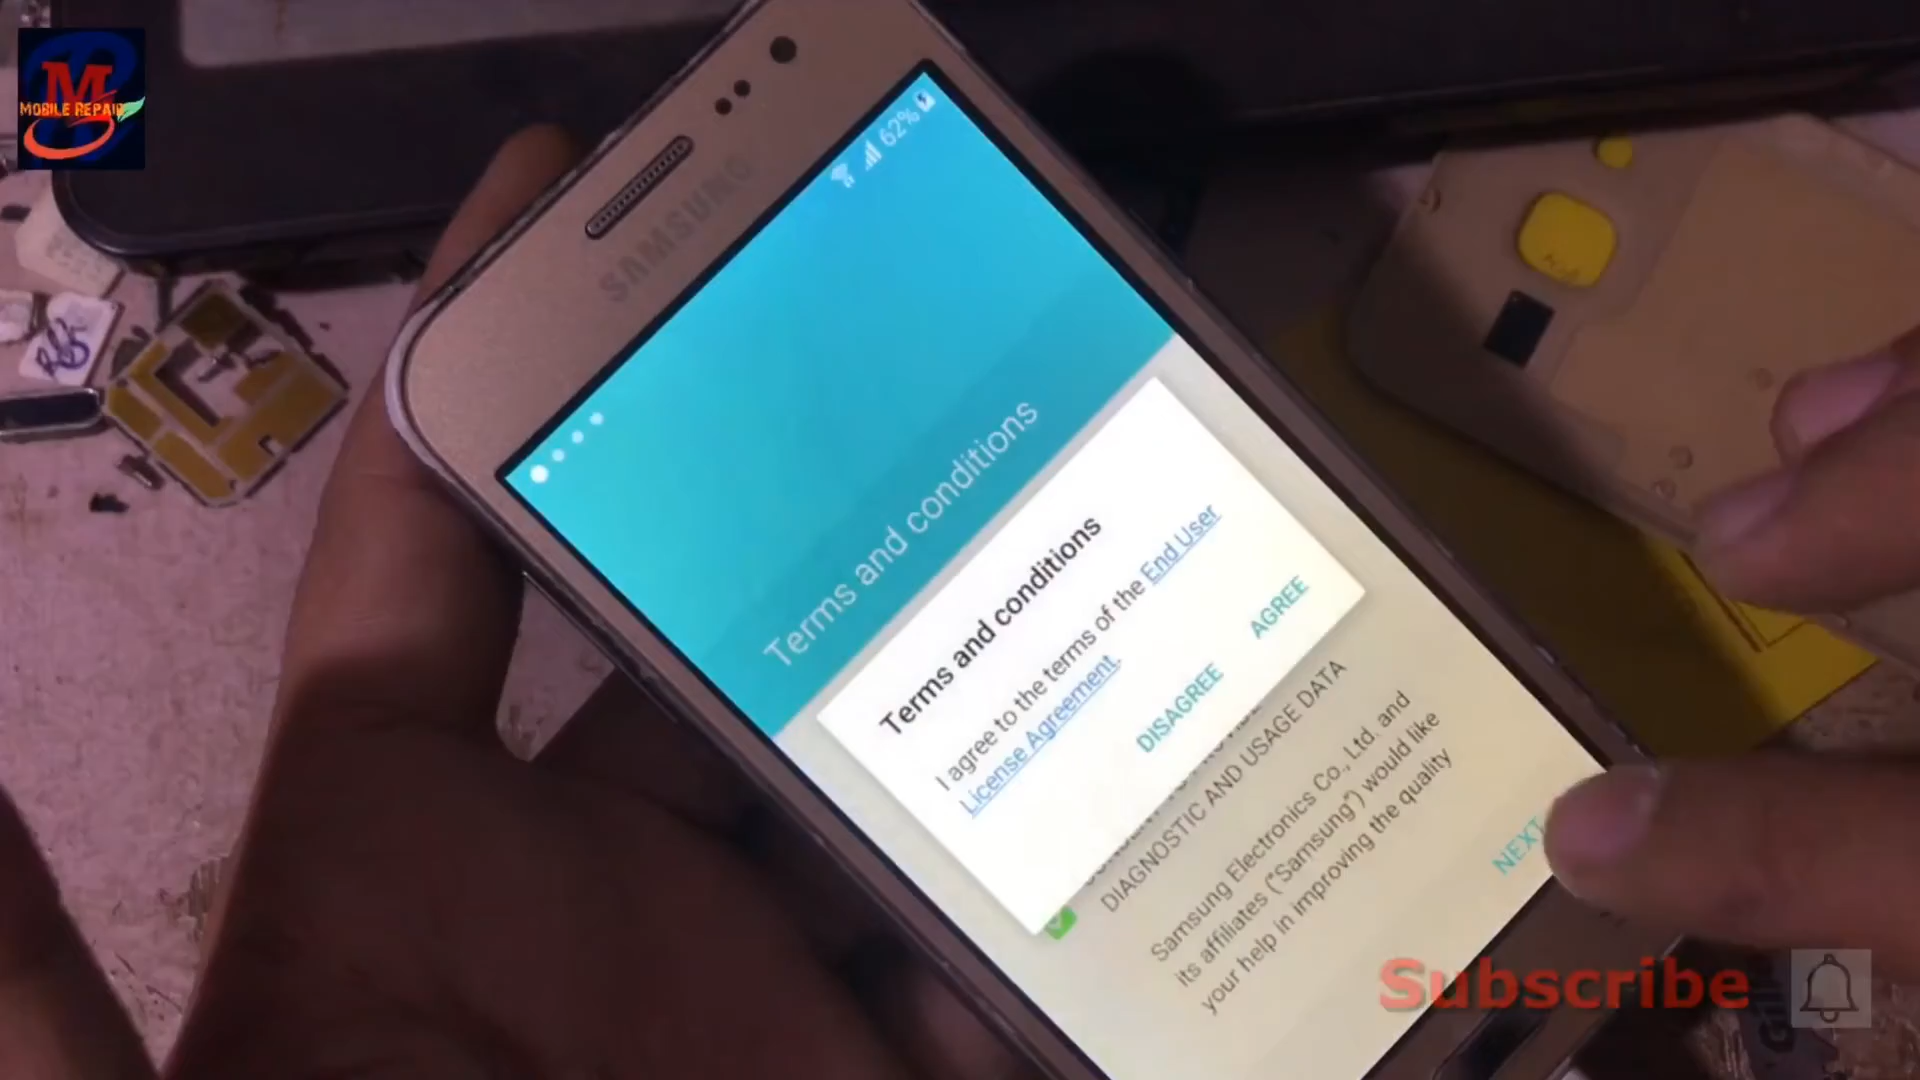 M
MOBILE REPAIR
SAMSUNG
62%
Terms and conditions
Terms and conditions
I agree to the terms of the End User
License Agreement.
DISAGREE
AGREE
DIAGNOSTIC AND USAGE DATA
Samsung Electronics Co., Ltd. and
its affiliates ("Samsung") would like
your help in improving the quality
NEXT
Subscribe